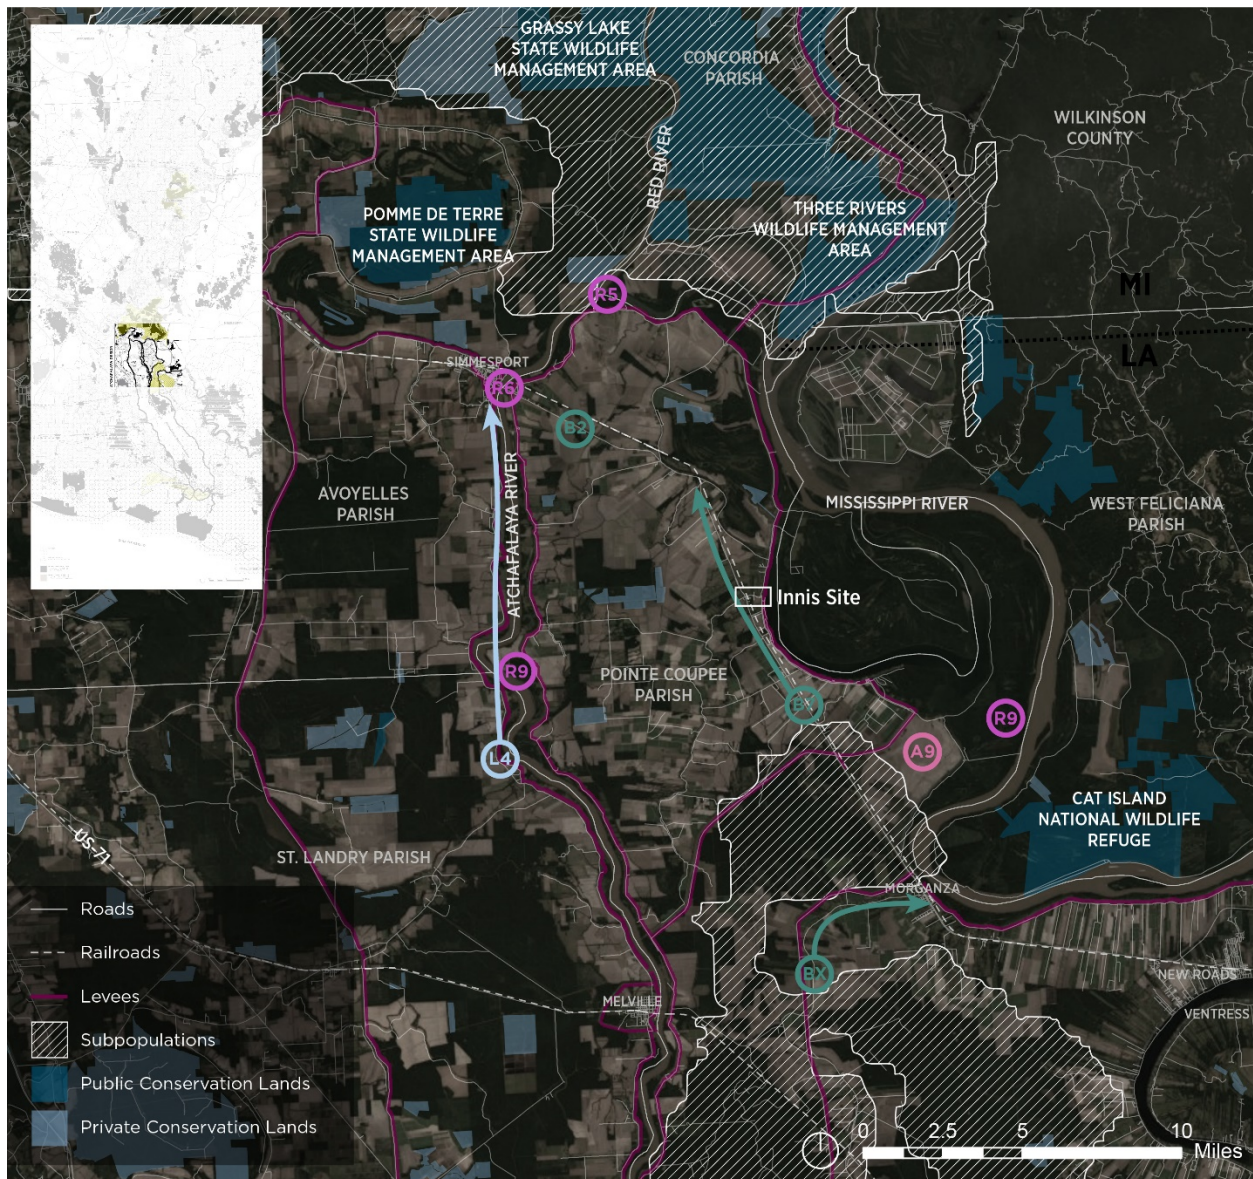 GRASSY LAKE
STATE WILDLIFE
MANAGEMENT AREA
CONCORDIA
PARISH
WILKINSON
COUNTY
RED RIVER
POMME DE TERRE
STATE WILDLIFE
MANAGEMENT AREA
THREE RIVERS
WILDLIFE MANAGEMENT
AREA
MI
LA
R5
SIMMESPORT
R6
B2
AVOYELLES
PARISH
ATCHAFALAYA RIVER
MISSISSIPPI RIVER
WEST FELICIANA
PARISH
Innis Site
R9
POINTE COUPEE
PARISH
R9
A9
L4
CAT ISLAND
NATIONAL WILDLIFE
REFUGE
US-71
ST. LANDRY PARISH
MORGANZA
BX
NEW ROADS
VENTRESS
MELVILLE
Roads
Railroads
Levees
Subpopulations
Public Conservation Lands
Private Conservation Lands
0 2.5 5 10
Miles